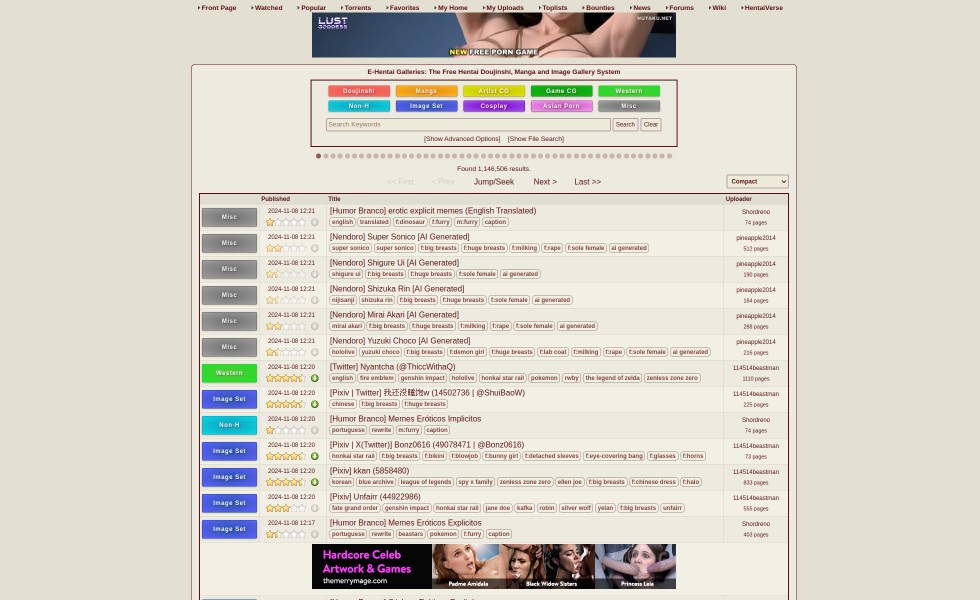 Front Page Watched Popular Torrents Favorites My Home My Uploads Toplists Bounties News Forums Wiki HentaiVerse
LUST GODDESS
NUTAKU.NET
NEW FREE PORN GAME
E-Hentai Galleries: The Free Hentai Doujinshi, Manga and Image Gallery System
Doujinshi Manga Artist CG Game CG Western
Non-H Image Set Cosplay Asian Porn Misc
Search Keywords Search Clear
[Show Advanced Options] [Show File Search]
Found 1,146,506 results.
<< First < Prev Jump/Seek Next > Last >> Compact
Published Title Uploader
Misc 2024-11-08 12:21 [Humor Branco] erotic explicit memes (English Translated) Shordreno
english translated f:dinosaur f:furry m:furry caption 74 pages
Misc 2024-11-08 12:21 [Nendoro] Super Sonico [AI Generated] pineapple2014
super sonico super sonico f:big breasts f:huge breasts f:milking f:rape f:sole female ai generated 512 pages
Misc 2024-11-08 12:21 [Nendoro] Shigure Ui [AI Generated] pineapple2014
shigure ui f:big breasts f:huge breasts f:sole female ai generated 190 pages
Misc 2024-11-08 12:21 [Nendoro] Shizuka Rin [AI Generated] pineapple2014
nijisanji shizuka rin f:big breasts f:huge breasts f:sole female ai generated 184 pages
Misc 2024-11-08 12:21 [Nendoro] Mirai Akari [AI Generated] pineapple2014
mirai akari f:big breasts f:huge breasts f:milking f:rape f:sole female ai generated 288 pages
Misc 2024-11-08 12:21 [Nendoro] Yuzuki Choco [AI Generated] pineapple2014
hololive yuzuki choco f:big breasts f:demon girl f:huge breasts f:lab coat f:milking f:rape f:sole female ai generated 216 pages
Western 2024-11-08 12:20 [Twitter] Nyantcha (@ThiccWithaQ) 114514beastman
english fire emblem genshin impact hololive honkai star rail pokemon rwby the legend of zelda zenless zone zero 1110 pages
Image Set 2024-11-08 12:20 [Pixiv | Twitter] 我还没睡饱w (14502736 | @ShuiBaoW) 114514beastman
chinese f:big breasts f:huge breasts 225 pages
Non-H 2024-11-08 12:20 [Humor Branco] Memes Eróticos Implicitos Shordreno
portuguese rewrite m:furry caption 74 pages
Image Set 2024-11-08 12:20 [Pixiv | X(Twitter)] Bonz0616 (49078471 | @Bonz0616) 114514beastman
honkai star rail f:big breasts f:bikini f:blowjob f:bunny girl f:detached sleeves f:eye-covering bang f:glasses f:horns 73 pages
Image Set 2024-11-08 12:20 [Pixiv] kkan (5858480) 114514beastman
korean blue archive league of legends spy x family zenless zone zero ellen joe f:big breasts f:chinese dress f:halo 833 pages
Image Set 2024-11-08 12:20 [Pixiv] Unfairr (44922986) 114514beastman
fate grand order genshin impact honkai star rail jane doe kafka robin silver wolf yelan f:big breasts unfairr 555 pages
Image Set 2024-11-08 12:17 [Humor Branco] Memes Eróticos Explicitos Shordreno
portuguese rewrite beastars pokemon f:furry caption 403 pages
Hardcore Celeb
Artwork & Games
themerrymage.com Padme Amidala Black Widow Sisters Princess Leia